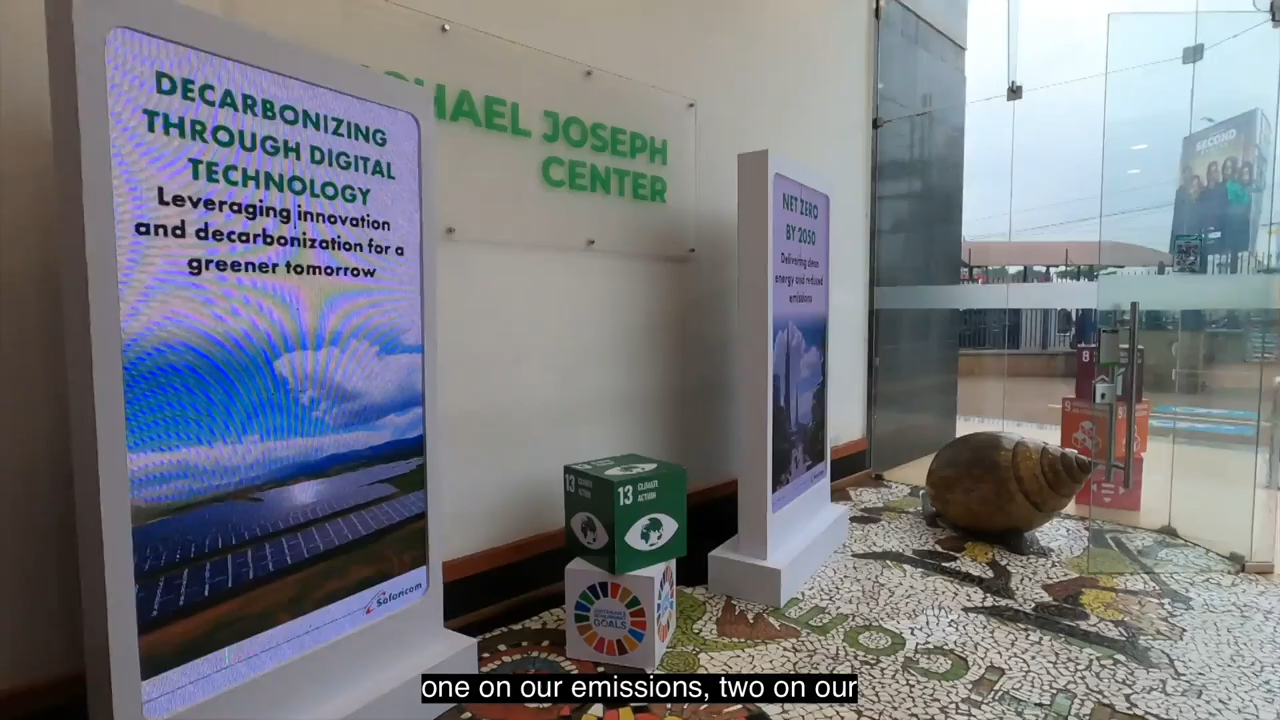 DECARBONIZING
THROUGH DIGITAL
TECHNOLOGY
Leveraging innovation
and decarbonization for a
greener tomorrow
Safaricom
HAEL JOSEPH
CENTER
NET ZERO
BY 2050
Delivering clean
energy and reduced
emissions
13 CLIMATE
ACTION
13 CLIMATE
ACTION
SUSTAINABLE
DEVELOPMENT
GOALS
SECOND
8
9
one on our emissions, two on our